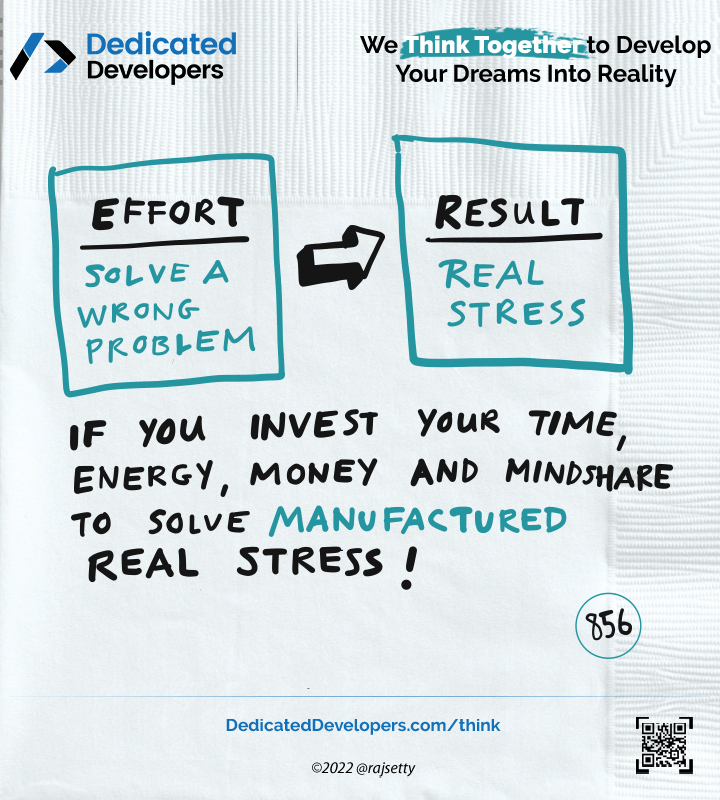 Dedicated
Developers
We Think Together to Develop
Your Dreams Into Reality
EFFORT
SOLVE A
WRONG
PROBLEM
RESULT
REAL
STRESS
IF YOU INVEST YOUR TIME,
ENERGY, MONEY AND MINDSHARE
TO SOLVE MANUFACTURED
REAL STRESS!
856
DedicatedDevelopers.com/think
©2022 @rajsetty